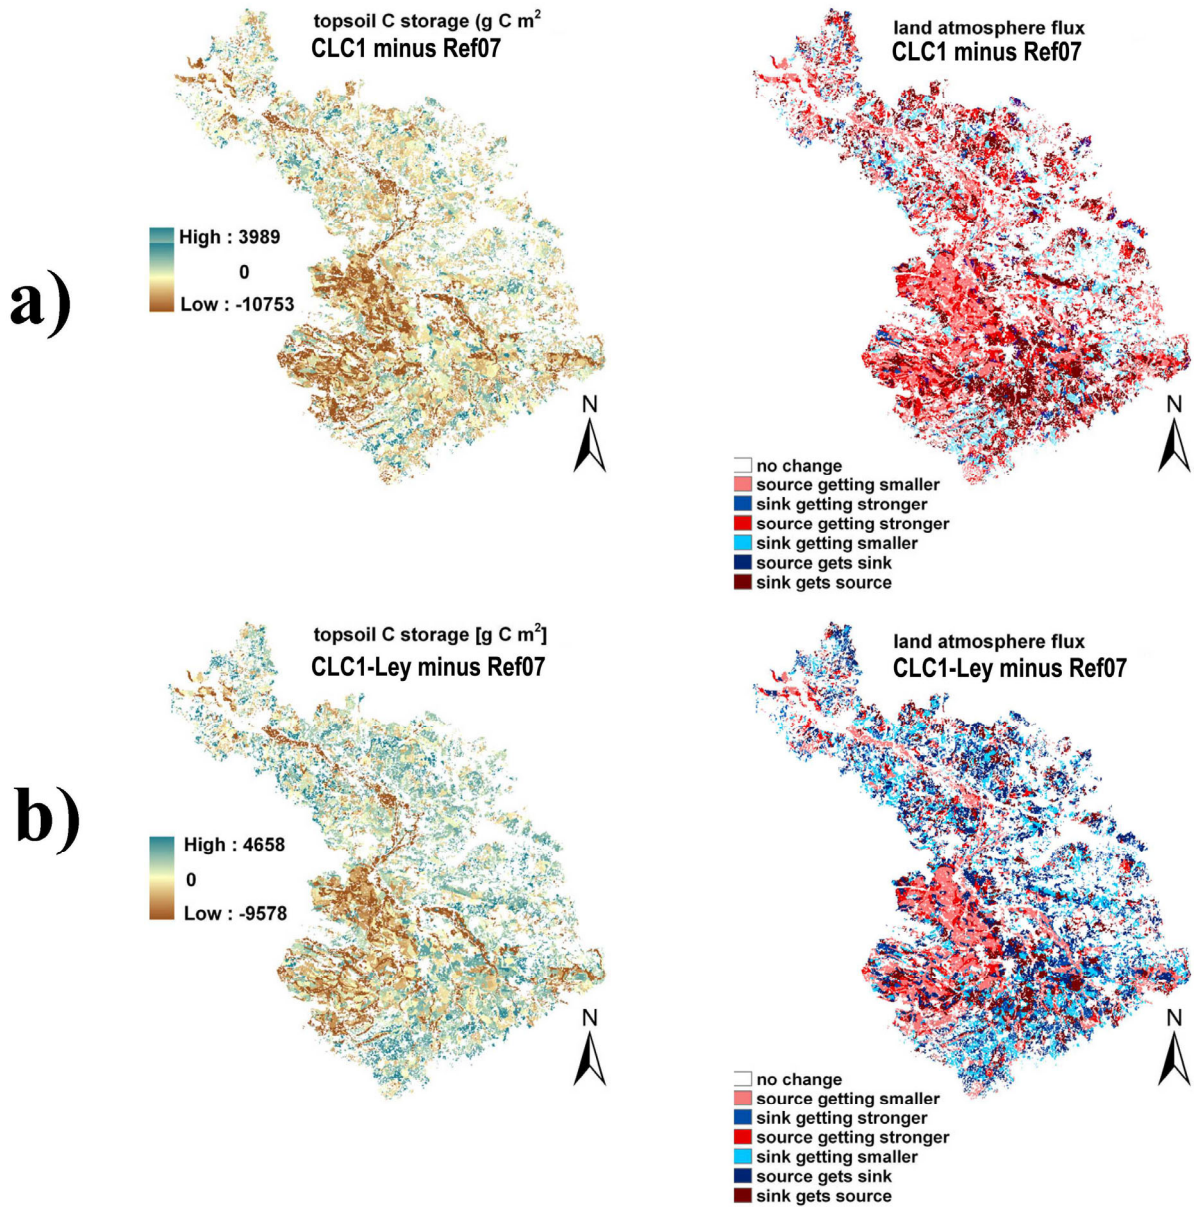 topsoil C storage (g C m²
CLC1 minus Ref07
land atmosphere flux
CLC1 minus Ref07
a)
High : 3989
0
Low : -10753
N
N
no change
source getting smaller
sink getting stronger
source getting stronger
sink getting smaller
source gets sink
sink gets source
topsoil C storage [g C m²]
CLC1-Ley minus Ref07
land atmosphere flux
CLC1-Ley minus Ref07
b)
High : 4658
0
Low : -9578
N
N
no change
source getting smaller
sink getting stronger
source getting stronger
sink getting smaller
source gets sink
sink gets source